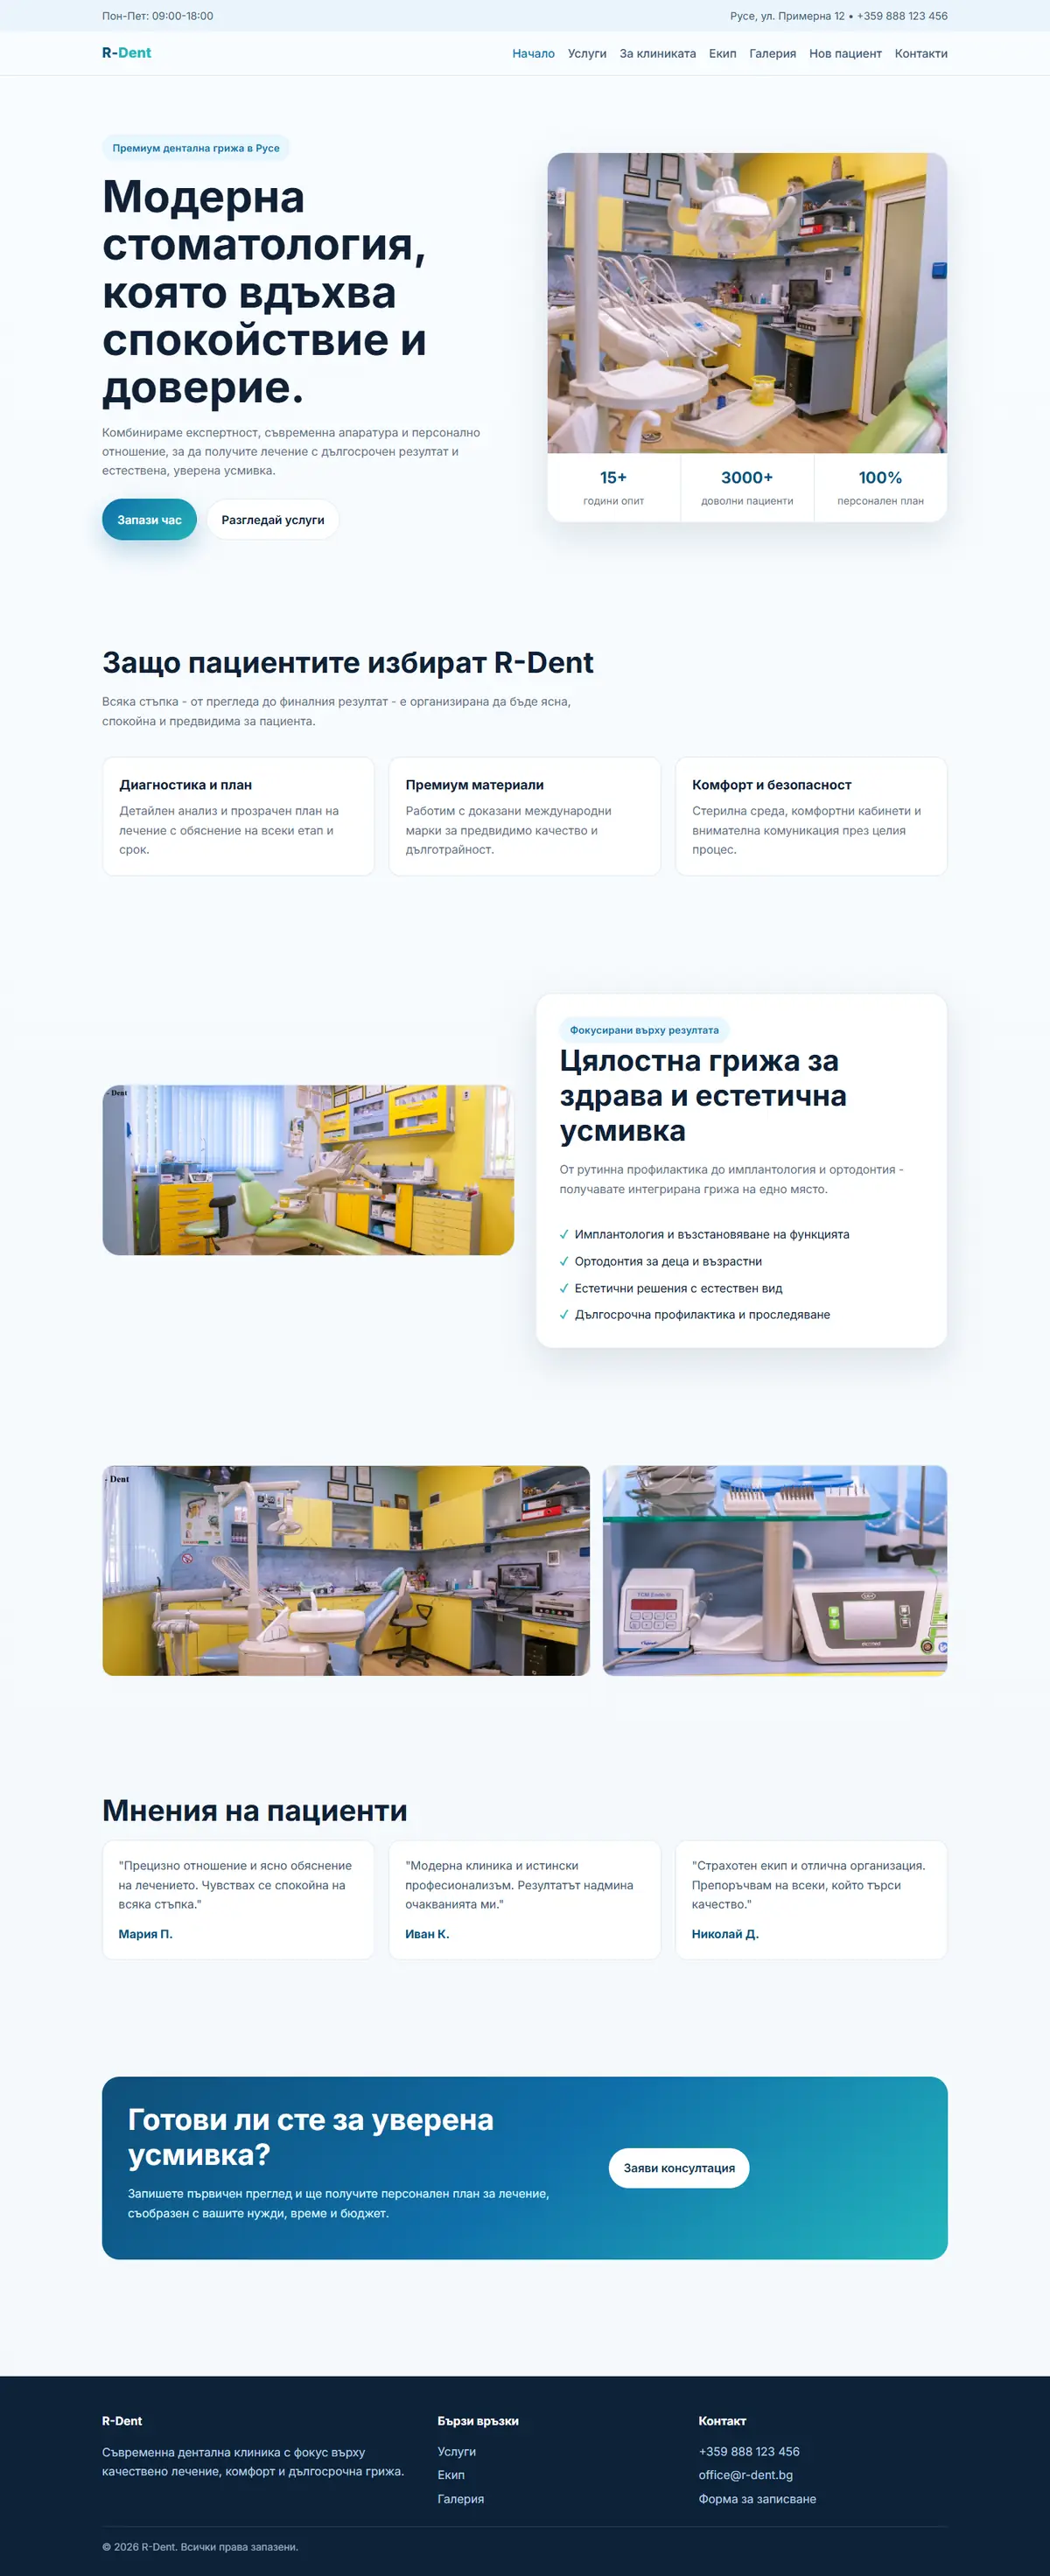 Пон-Пет: 09:00-18:00
Русе, ул. Примерна 12 • +359 888 123 456
R-Dent
Начало Услуги За клиниката Екип Галерия Нов пациент Контакти
Премиум дентална грижа в Русе
Модерна
стоматология,
която вдъхва
спокойствие и
доверие.
Комбинираме експертност, съвременна апаратура и персонално
отношение, за да получите лечение с дългосрочен резултат и
естествена, уверена усмивка.
Запази час
Разгледай услуги
15+
години опит
3000+
доволни пациенти
100%
персонален план
Защо пациентите избират R-Dent
Всяка стъпка - от прегледа до финалния резултат - е организирана да бъде ясна,
спокойна и предвидима за пациента.
Диагностика и план
Детайлен анализ и прозрачен план на
лечение с обяснение на всеки етап и
срок.
Премиум материали
Работим с доказани международни
марки за предвидимо качество и
дълготрайност.
Комфорт и безопасност
Стерилна среда, комфортни кабинети и
внимателна комуникация през целия
процес.
- Dent
Фокусирани върху резултата
Цялостна грижа за
здрава и естетична
усмивка
От рутинна профилактика до имплантология и ортодонтия -
получавате интегрирана грижа на едно място.
✓ Имплантология и възстановяване на функцията
✓ Ортодонтия за деца и възрастни
✓ Естетични решения с естествен вид
✓ Дългосрочна профилактика и проследяване
- Dent
Мнения на пациенти
"Прецизно отношение и ясно обяснение
на лечението. Чувствах се спокойна на
всяка стъпка."
Мария П.
"Модерна клиника и истински
професионализъм. Резултатът надмина
очакванията ми."
Иван К.
"Страхотен екип и отлична организация.
Препоръчвам на всеки, който търси
качество."
Николай Д.
Готови ли сте за уверена
усмивка?
Запишете първичен преглед и ще получите персонален план за лечение,
съобразен с вашите нужди, време и бюджет.
Заяви консултация
R-Dent
Съвременна дентална клиника с фокус върху
качествено лечение, комфорт и дългосрочна грижа.
Бързи връзки
Услуги
Екип
Галерия
Контакт
+359 888 123 456
office@r-dent.bg
Форма за записване
© 2026 R-Dent. Всички права запазени.